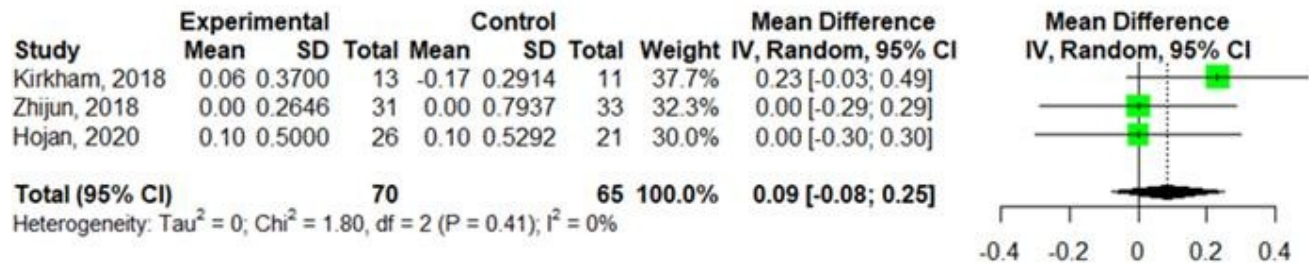 Experimental Control Mean Difference Mean Difference
Study Mean SD Total Mean SD Total Weight IV, Random, 95% CI IV, Random, 95% CI
Kirkham, 2018 0.06 0.3700 13 -0.17 0.2914 11 37.7% 0.23 [-0.03; 0.49]
Zhijun, 2018 0.00 0.2646 31 0.00 0.7937 33 32.3% 0.00 [-0.29; 0.29]
Hojan, 2020 0.10 0.5000 26 0.10 0.5292 21 30.0% 0.00 [-0.30; 0.30]
Total (95% CI) 70 65 100.0% 0.09 [-0.08; 0.25]
Heterogeneity: Tau² = 0; Chi² = 1.80, df = 2 (P = 0.41); I² = 0%
-0.4 -0.2 0 0.2 0.4